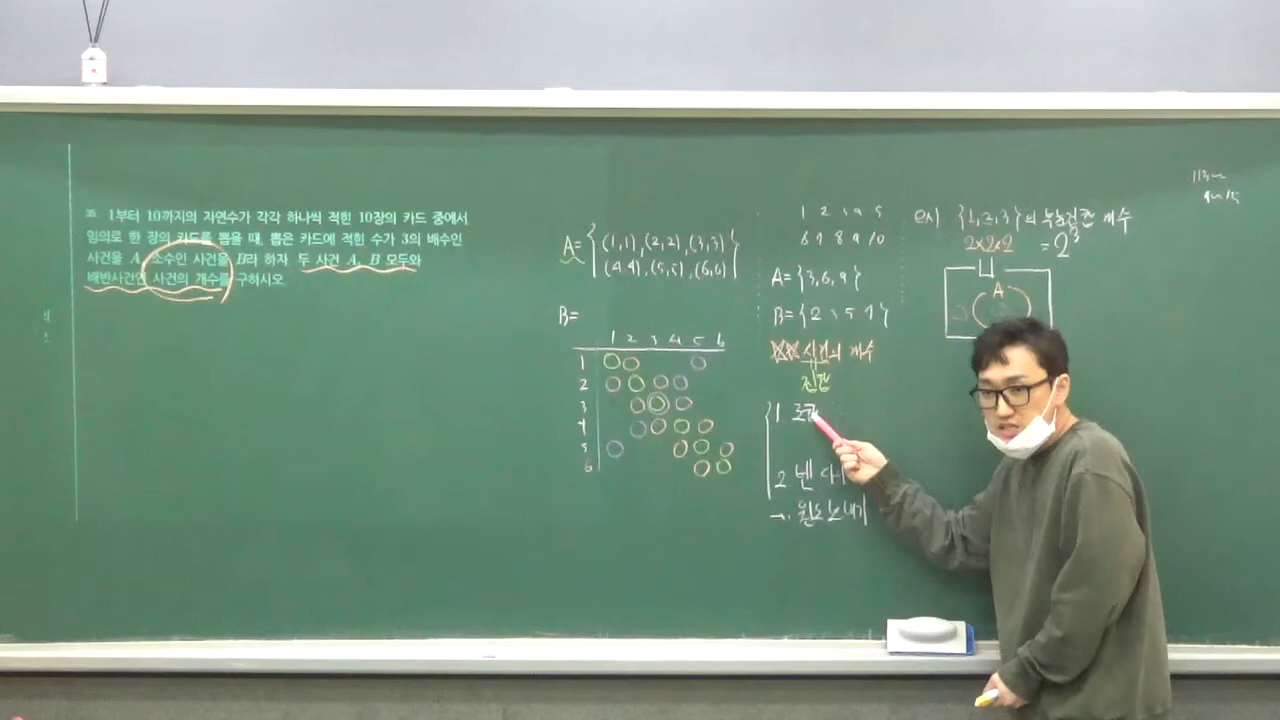 1부터 10까지의 자연수가 각각 하나씩 적힌 10장의 카드 중에서
임의로 한 장의 카드를 뽑을 때, 뽑은 카드에 적힌 수가 3의 배수인
사건을 A, 소수인 사건을 B라 하자. 두 사건 A, B 모두와
배반사건인 사건의 개수를 구하시오.
A={(1,1),(2,2),(3,3)
(4,4),(5,5),(6,6)}
B=
1 2 3 4 5 6
1
2
3
4
5
6
1 2 3 4 5
6 7 8 9 10
A={3,6,9}
B={2 3 5 7}
사건의 개수
집합
1
2 벤 다
→ 원소
ex) {1,2,3}의 부분집합 개수
2×2×2 = 2³
U
A